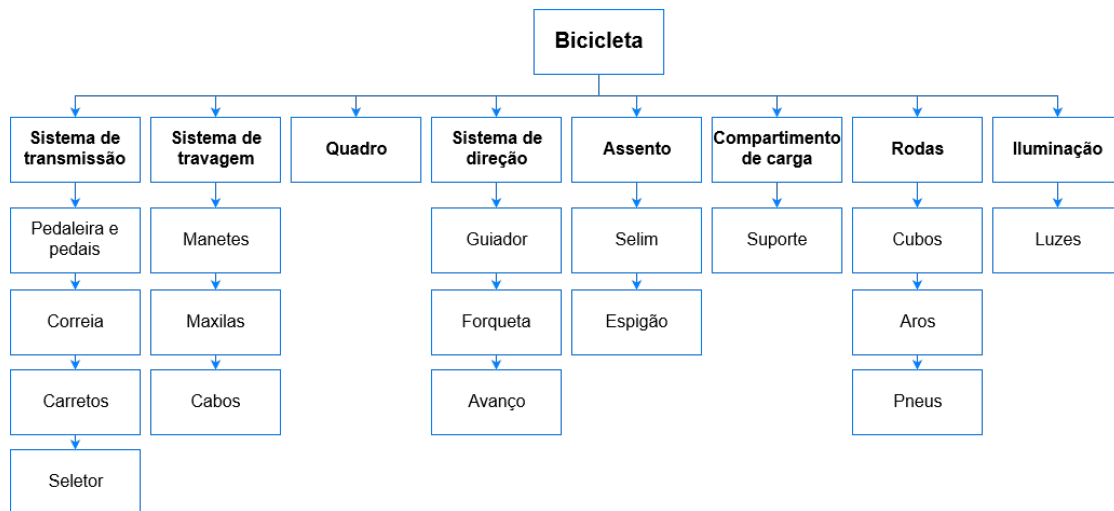 Bicicleta
Sistema de
transmissão
Sistema de
travagem
Quadro
Sistema de
direção
Assento
Compartimento
de carga
Rodas
Iluminação
Pedaleira e
pedais
Manetes
Guiador
Selim
Suporte
Cubos
Luzes
Correia
Maxilas
Forqueta
Espigão
Aros
Carretos
Cabos
Avanço
Pneus
Seletor